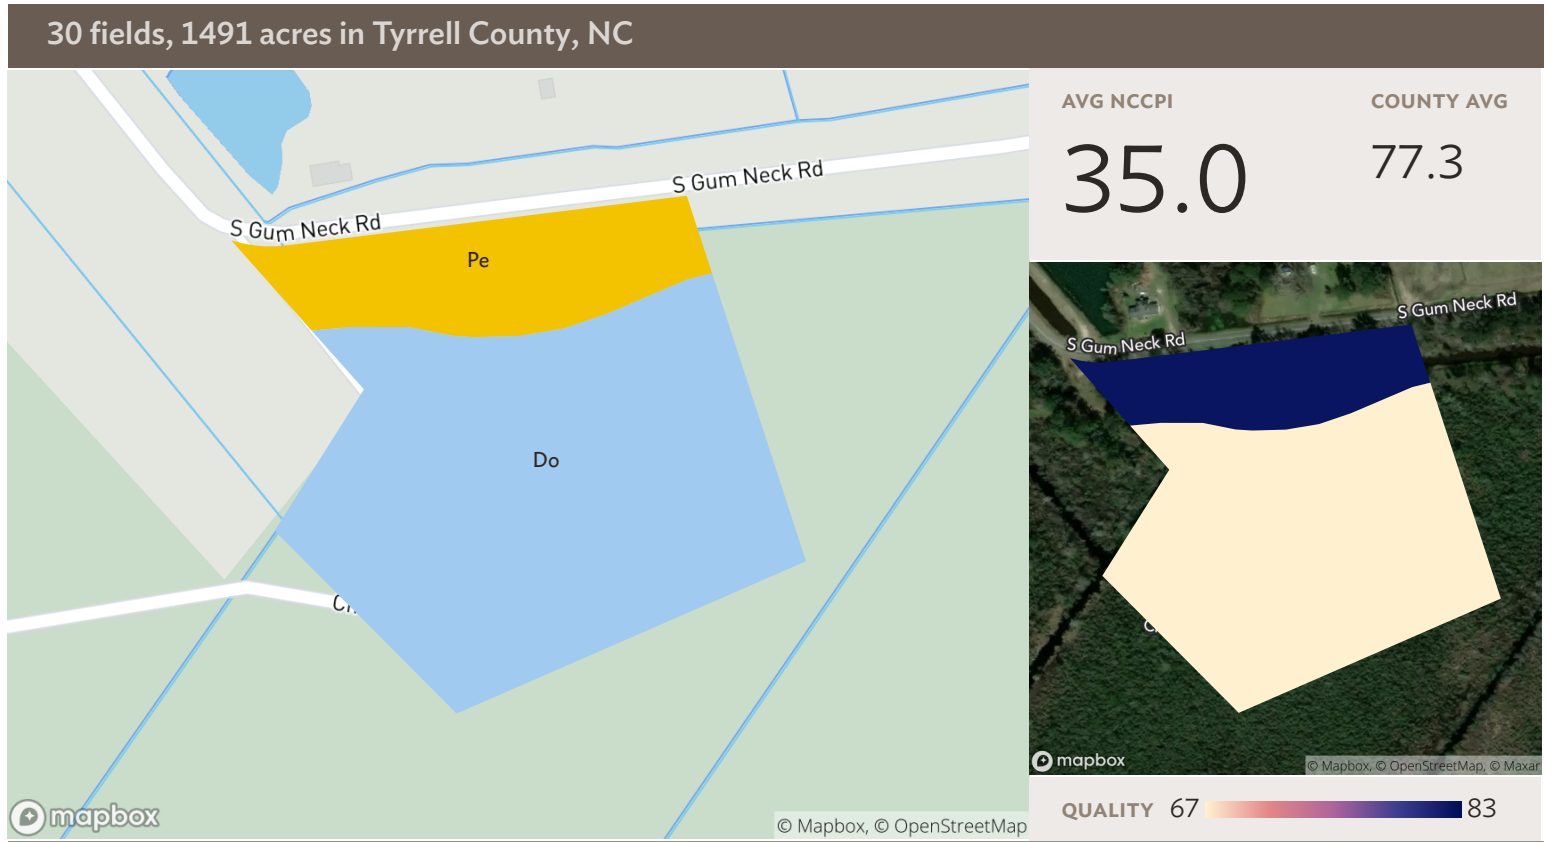 30 fields, 1491 acres in Tyrrell County, NC
S Gum Neck Rd
S Gum Neck Rd
Pe
Do
mapbox
© Mapbox, © OpenStreetMap
AVG NCCPI
COUNTY AVG
35.0
77.3
S Gum Neck Rd
S Gum Neck Rd
mapbox
© Mapbox, © OpenStreetMap, © Maxar
QUALITY 67 83